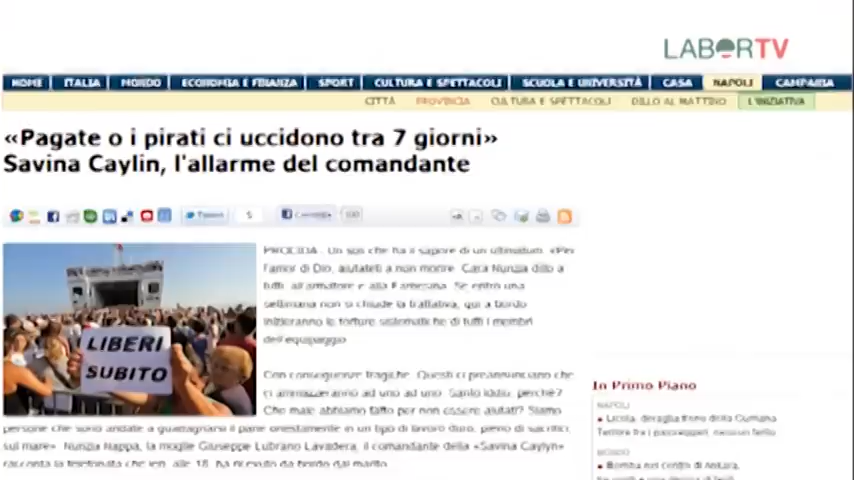 LABORTV
HOME ITALIA MONDO ECONOMIA E FINANZA SPORT CULTURA E SPETTACOLI SCUOLA E UNIVERSITÀ CASA NAPOLI CAMPANIA
CITTÀ PROVINCIA CULTURA E SPETTACOLI DILLO AL MATTINO L'INIZIATIVA
«Pagate o i pirati ci uccidono tra 7 giorni»
Savina Caylin, l'allarme del comandante
Tweet 5 Consiglia 100
LIBERI
SUBITO
PROCIDA - Un sos che ha il sapore di un ultimatum. «Per
l'amor di Dio, aiutateli a non morire. Cara Nunzia dillo a
tutti, all'armatore e alla Farnesina. Se entro una
settimana non si chiude la trattativa, qui a bordo
inizieranno le torture sistematiche di tutti i membri
dell'equipaggio.
Con conseguenze tragiche. Questi ci preannunciano che
ci ammazzeranno ad uno ad uno. Santo Iddio, perché?
Che male abbiamo fatto per non essere aiutati? Siamo
persone che sono andate a guadagnarsi il pane onestamente in un tipo di lavoro duro, pieno di sacrifici,
sul mare». Nunzia Nappa, la moglie Giuseppe Lubrano Lavadera, il comandante della «Savina Caylyn»
racconta la telefonata che ieri, alle 18, ha ricevuto da bordo dal marito.
In Primo Piano
NAPOLI
Licola, deraglia treno della Cumana
Terrore fra i passeggeri, nessun ferito
MONDO
Bomba nel centro di Ankara,